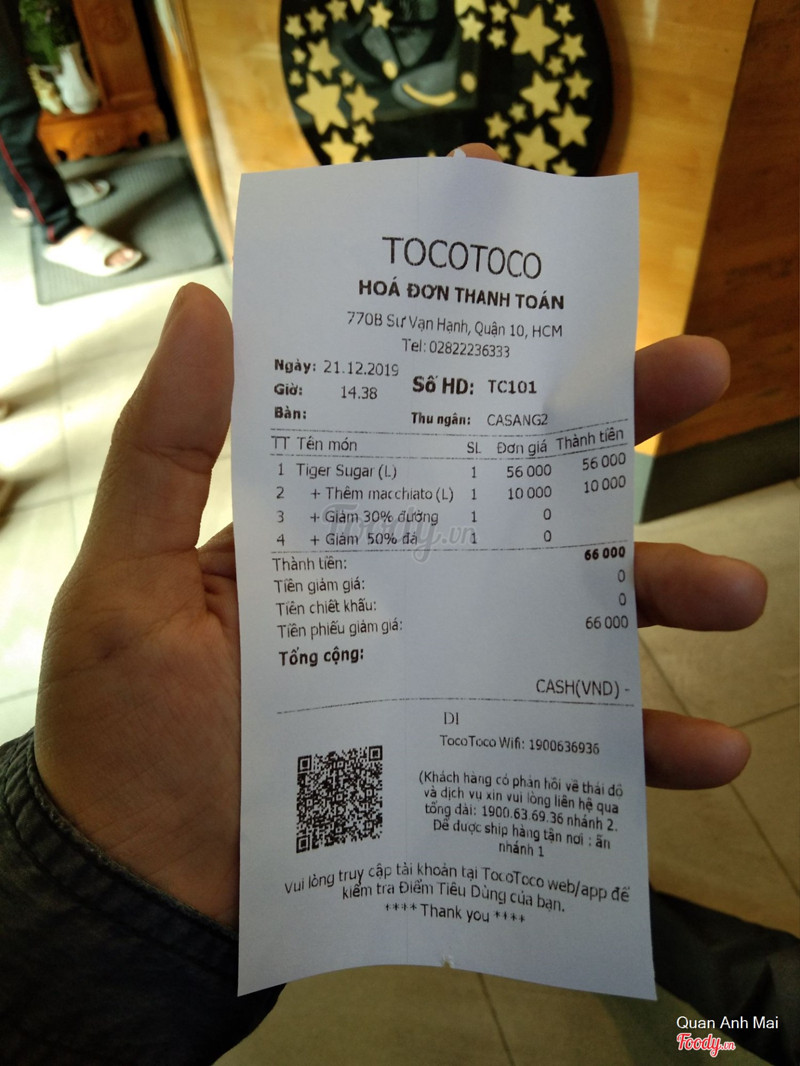 TOCOTOCO
HOÁ ĐƠN THANH TOÁN
770B Sư Vạn Hạnh, Quận 10, HCM
Tel: 02822236333
Ngày: 21.12.2019
Giờ: 14.38 Số HD: TC101
Bàn: Thu ngân: CASANG2
TT Tên món SL Đơn giá Thành tiền
1 Tiger Sugar (L) 1 56 000 56 000
2 + Thêm macchiato (L) 1 10 000 10 000
3 + Giảm 30% đường 1 0
4 + Giảm 50% đá 1 0
Foody.vn
Thành tiền: 66 000
Tiền giảm giá: 0
Tiền chiết khấu: 0
Tiền phiếu giảm giá: 66 000
Tổng cộng:
CASH(VND) -
DI
TocoToco Wifi: 1900636936
(Khách hàng có phản hồi về thái độ
và dịch vụ xin vui lòng liên hệ qua
tổng đài: 1900.63.69.36 nhánh 2.
Để được ship hàng tận nơi : ấn
nhánh 1
Vui lòng truy cập tài khoản tại TocoToco web/app để
kiểm tra Điểm Tiêu Dùng của bạn.
**** Thank you ****
Quan Anh Mai
Foody.vn